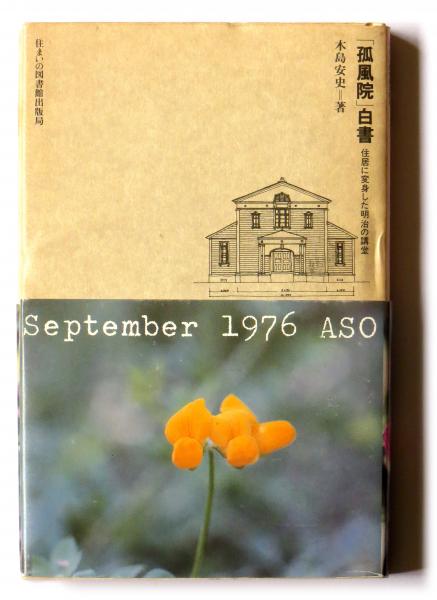 「孤風院」白書
住居に変身した明治の講堂
木島安史=著
住まいの図書館出版局
September 1976 ASO